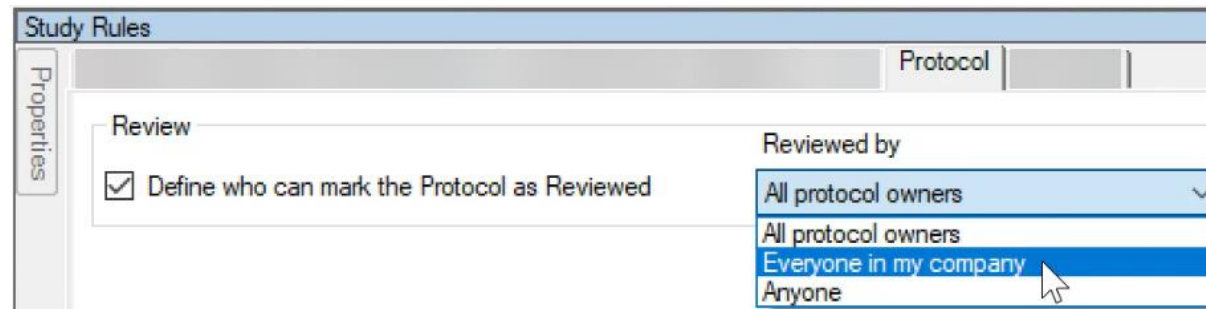 Study Rules
Properties
Protocol
Review
Reviewed by
Define who can mark the Protocol as Reviewed
All protocol owners
All protocol owners
Everyone in my company
Anyone